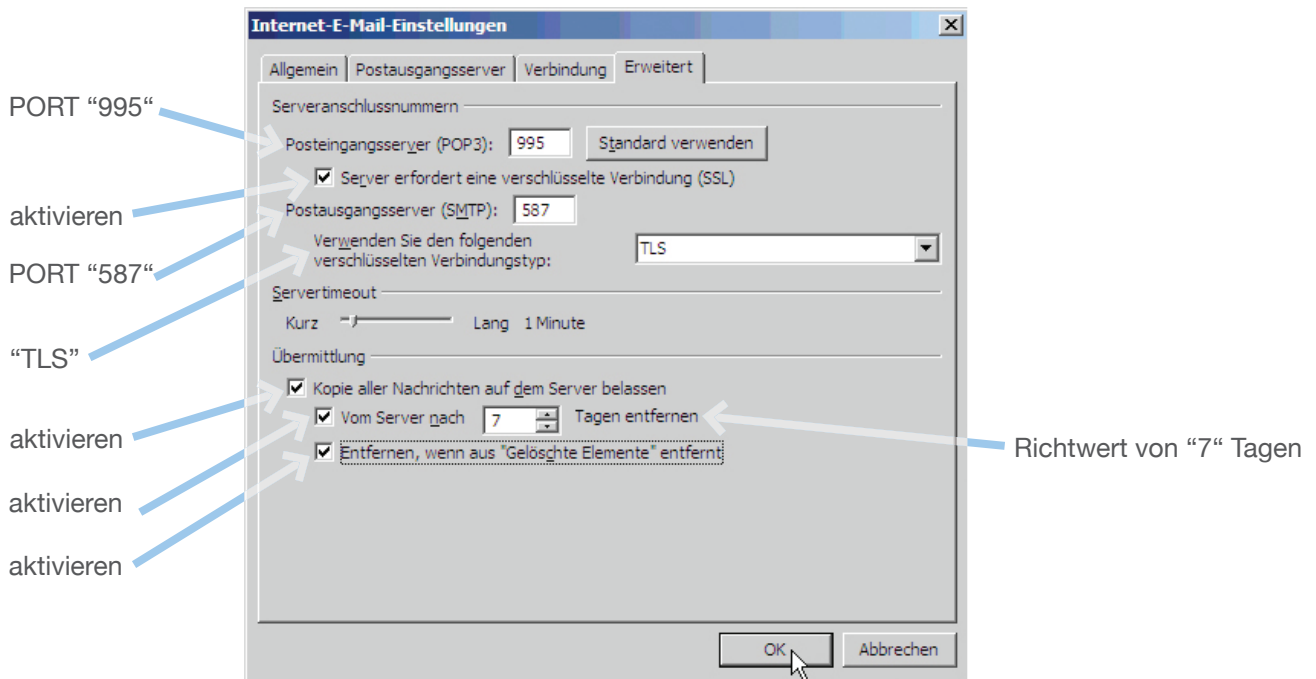 Internet-E-Mail-Einstellungen
Allgemein Postausgangsserver Verbindung Erweitert
PORT “995“
Serveranschlussnummern
Posteingangsserver (POP3): 995 Standard verwenden
Server erfordert eine verschlüsselte Verbindung (SSL)
aktivieren
Postausgangsserver (SMTP): 587
PORT “587“
Verwenden Sie den folgenden
verschlüsselten Verbindungstyp: TLS
Servertimeout
Kurz Lang 1 Minute
“TLS”
Übermittlung
Kopie aller Nachrichten auf dem Server belassen
aktivieren
Vom Server nach 7 Tagen entfernen
Richtwert von “7“ Tagen
Entfernen, wenn aus "Gelöschte Elemente" entfernt
aktivieren
aktivieren
OK Abbrechen